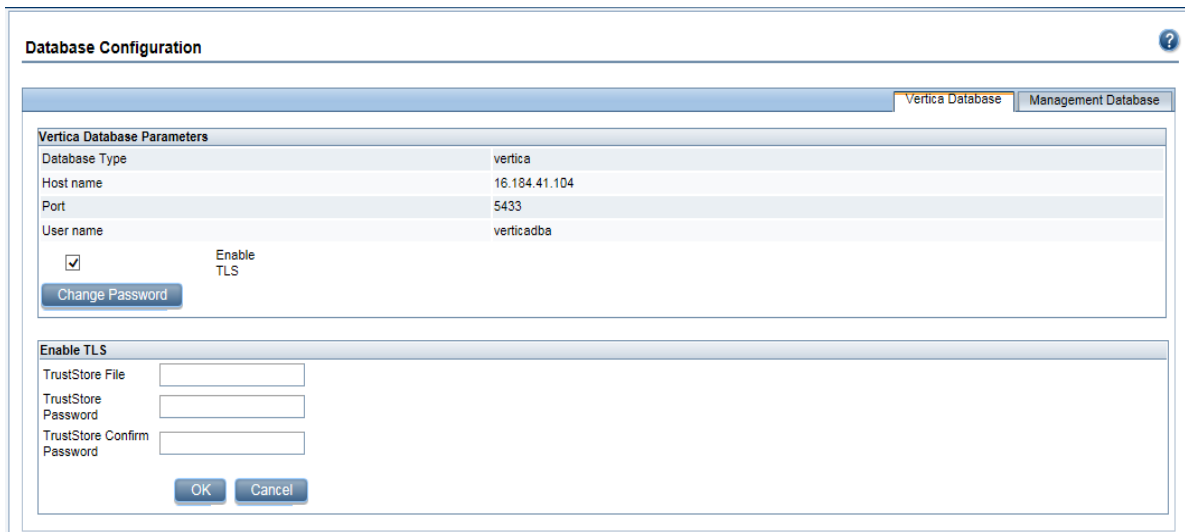 Database Configuration
?
Vertica Database
Management Database
Vertica Database Parameters
Database Type
vertica
Host name
16.184.41.104
Port
5433
User name
verticadba
Enable
TLS
Change Password
Enable TLS
TrustStore File
TrustStore
Password
TrustStore Confirm
Password
OK
Cancel